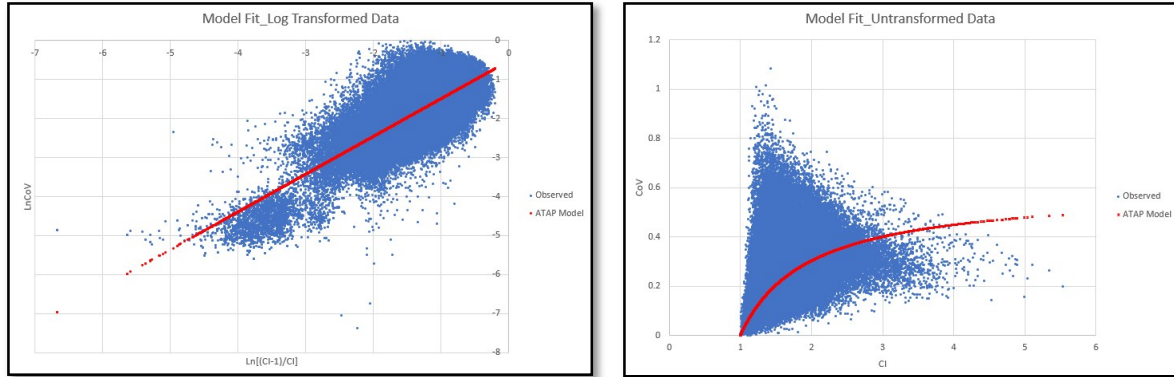 Model Fit_Log Transformed Data
-7 -6 -5 -4 -3 -2 -1 0
0
-1
-2
-3
-4
-5
-6
-7
-8
LnCoV
Ln[(CI-1)/CI]
Observed
ATAP Model
Model Fit_Untransformed Data
1.2
1
0.8
0.6
0.4
0.2
0
CoV
0 1 2 3 4 5 6
CI
Observed
ATAP Model